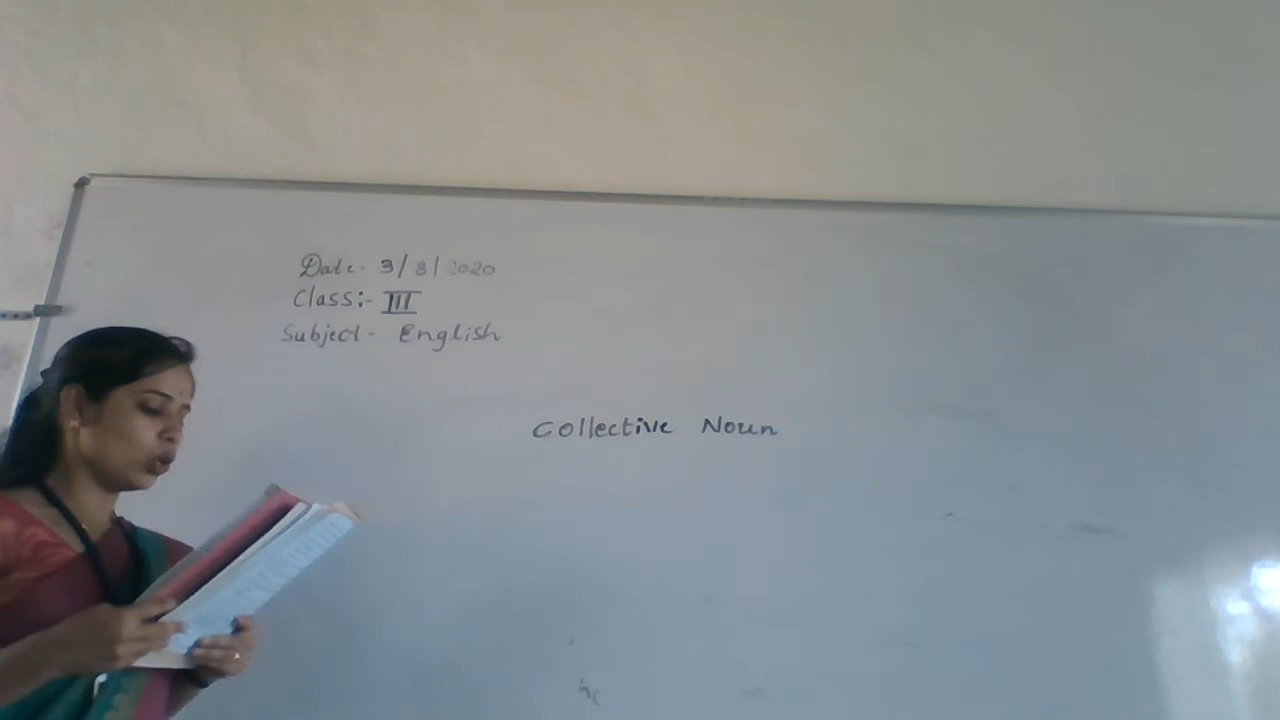 Date- 3/8/2020
Class:- III
Subject- English
Collective Noun